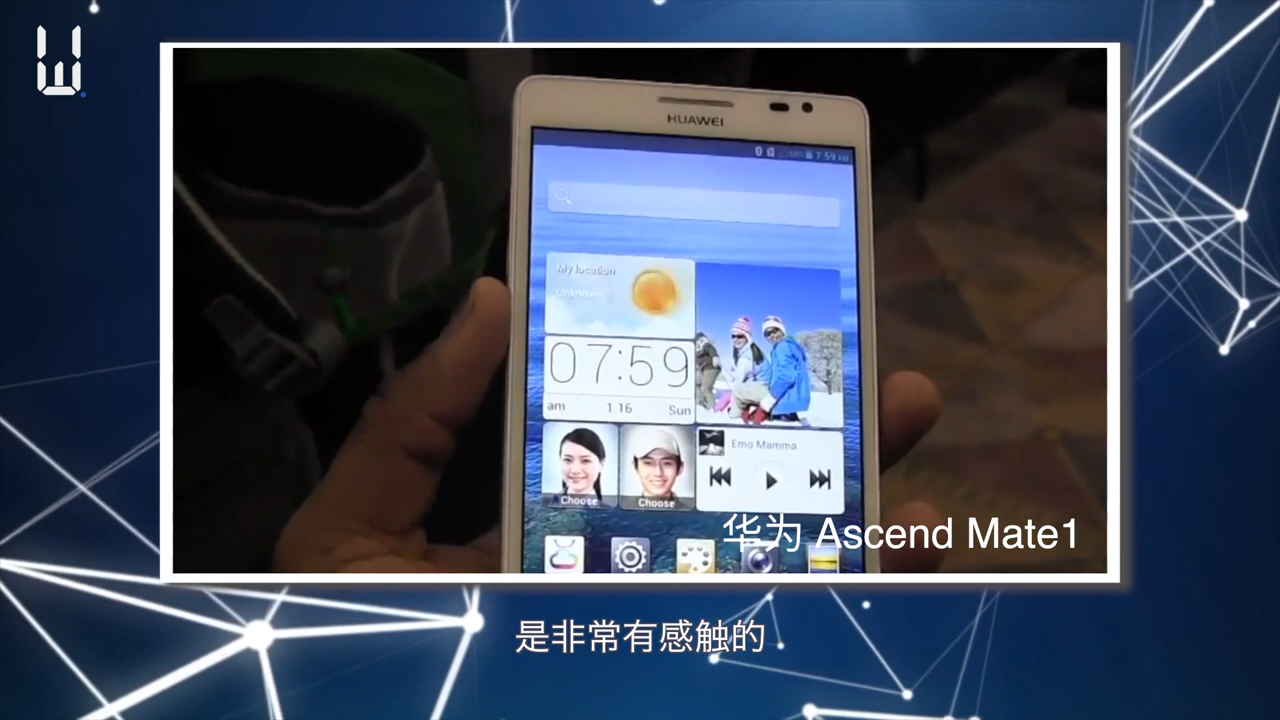 HUAWEI
7:59 AM
My location
Unknown
07:59
am 1.16 Sun
Choose
Choose
Emo Mamma
华为 Ascend Mate1
是非常有感触的